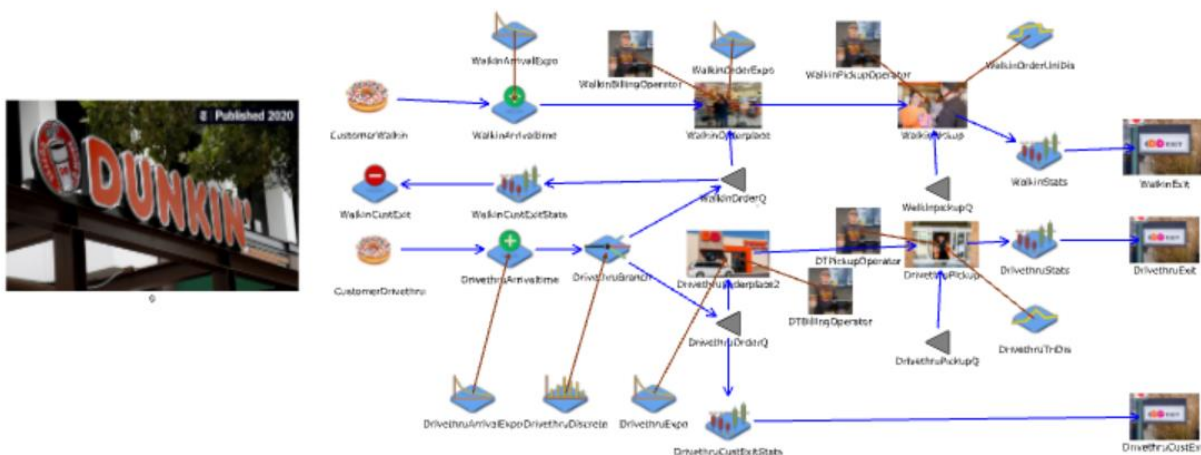 Published 2020
DUNKIN'
WalkinArrivalExpo
WalkinBillingOperator
WalkinOrderExpo
WalkinPickupOperator
WalkinOrderUniDis
CustomerWalkin
WalkinArrivaltime
WalkinOrderplace
WalkinPickup
WalkinStats
WalkinExit
WalkinCustExit
WalkinCustExitStats
WalkinOrderQ
WalkinpickupQ
CustomerDrivethru
DrivethruArrivaltime
DrivethruBranch
DrivethruOrderplace2
DTPickupOperator
DrivethruPickup
DrivethruStats
DrivethruExit
DTBillingOperator
DrivethruOrderQ
DrivethruPickupQ
DrivethruTriDis
DrivethruArrivalExpo
DrivethruDiscrete
DrivethruExpo
DrivethruCustExitStats